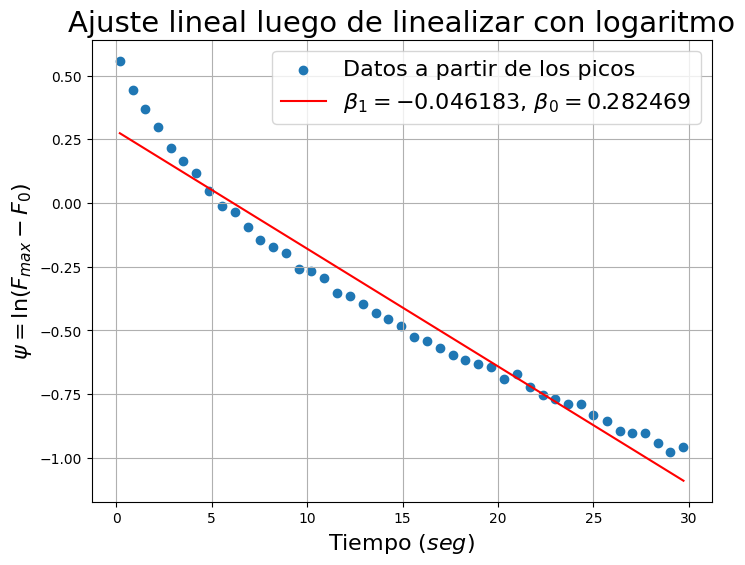 Ajuste lineal luego de linealizar con logaritmo
Datos a partir de los picos
β₁ = −0.046183, β₀ = 0.282469
ψ = ln(Fₘₐₓ − F₀)
0.50
0.25
0.00
−0.25
−0.50
−0.75
−1.00
0 5 10 15 20 25 30
Tiempo (seg)